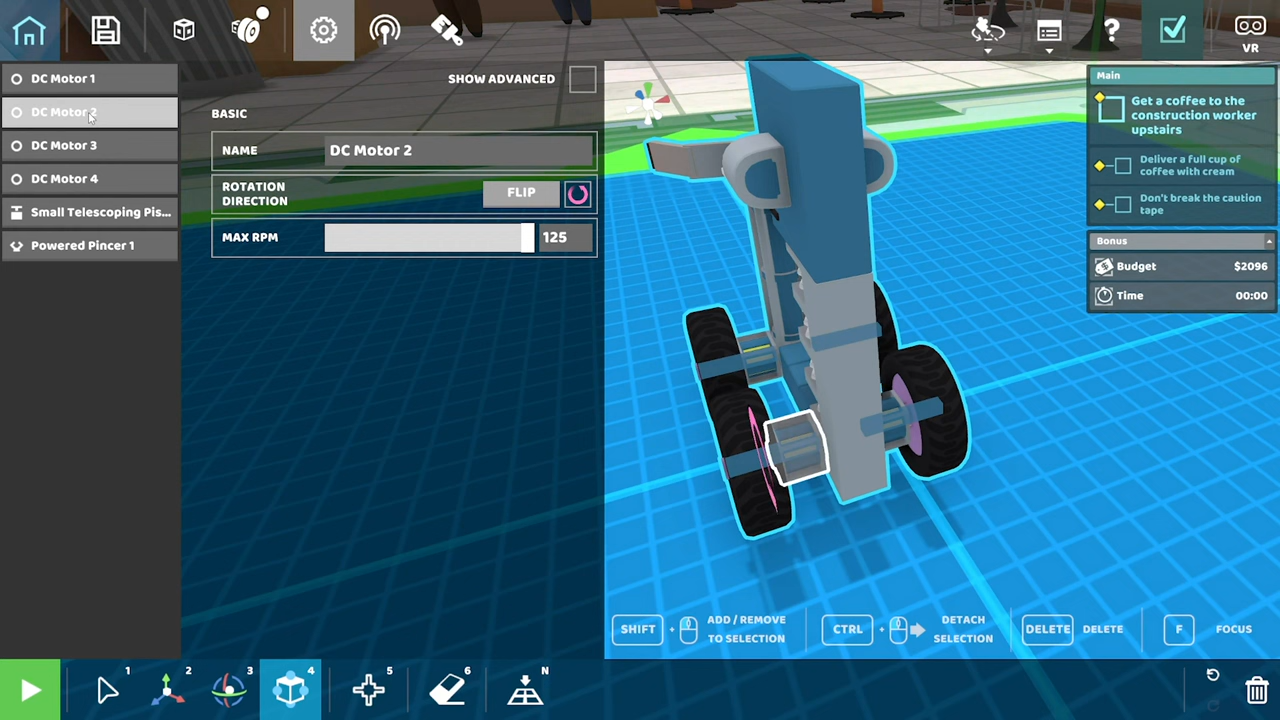 VR
DC Motor 1
DC Motor 2
DC Motor 3
DC Motor 4
Small Telescoping Pis...
Powered Pincer 1
SHOW ADVANCED
BASIC
NAME
DC Motor 2
ROTATION
DIRECTION
FLIP
MAX RPM
125
Main
Get a coffee to the
construction worker
upstairs
Deliver a full cup of
coffee with cream
Don't break the caution
tape
Bonus
Budget
$2096
Time
00:00
SHIFT
+
ADD / REMOVE
TO SELECTION
CTRL
+
DETACH
SELECTION
DELETE
DELETE
F
FOCUS
1
2
3
4
5
6
N